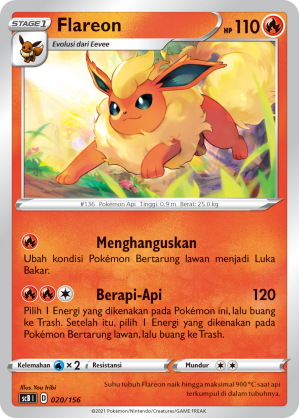 STAGE 1
Flareon
HP 110
Evolusi dari Eevee
#136 Pokémon Api Tinggi: 0.9 m Berat: 25.0 kg
Menghanguskan
Ubah kondisi Pokémon Bertarung lawan menjadi Luka
Bakar.
Berapi-Api 120
Pilih 1 Energi yang dikenakan pada Pokémon ini, lalu buang
ke Trash. Setelah itu, pilih 1 Energi yang dikenakan pada
Pokémon Bertarung lawan, lalu buang ke Trash.
Kelemahan ×2 Resistansi Mundur
Illus. You Iribi
sc3 I D 020/156
Suhu tubuh Flareon naik hingga maksimal 900 °C saat api
terkumpul di dalam tubuhnya.
©2021 Pokémon/Nintendo/Creatures/GAME FREAK